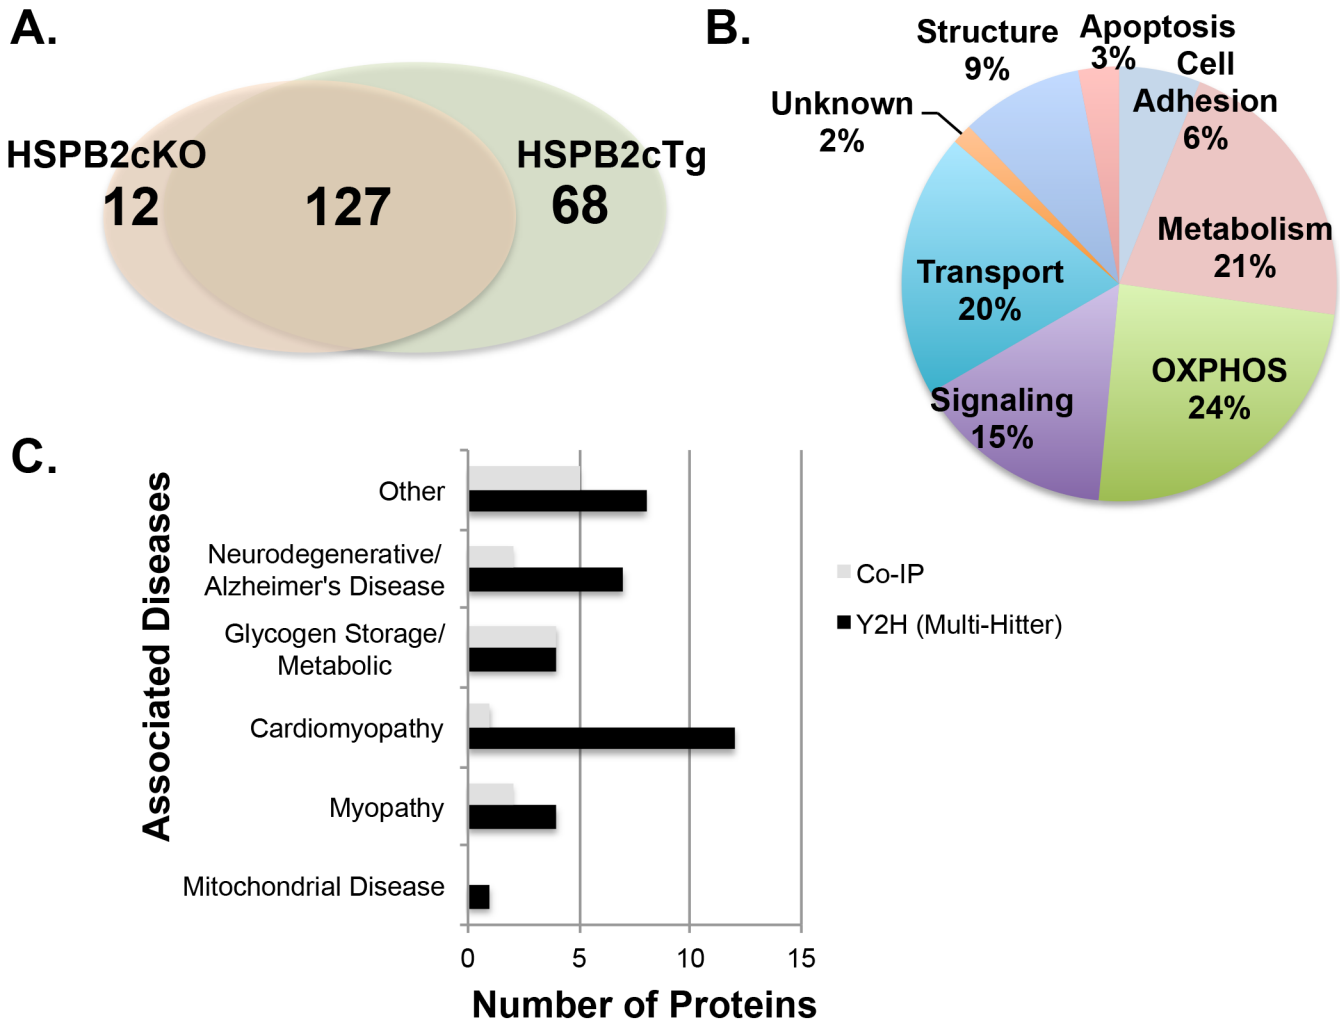 A.
HSPB2cKO
12
127
HSPB2cTg
68
B.
Structure
9%
Apoptosis
3%
Cell
Adhesion
6%
Unknown
2%
Metabolism
21%
Transport
20%
OXPHOS
24%
Signaling
15%
C.
Associated Diseases
Other
Neurodegenerative/
Alzheimer's Disease
Glycogen Storage/
Metabolic
Cardiomyopathy
Myopathy
Mitochondrial Disease
0 5 10 15
Number of Proteins
Co-IP
Y2H (Multi-Hitter)